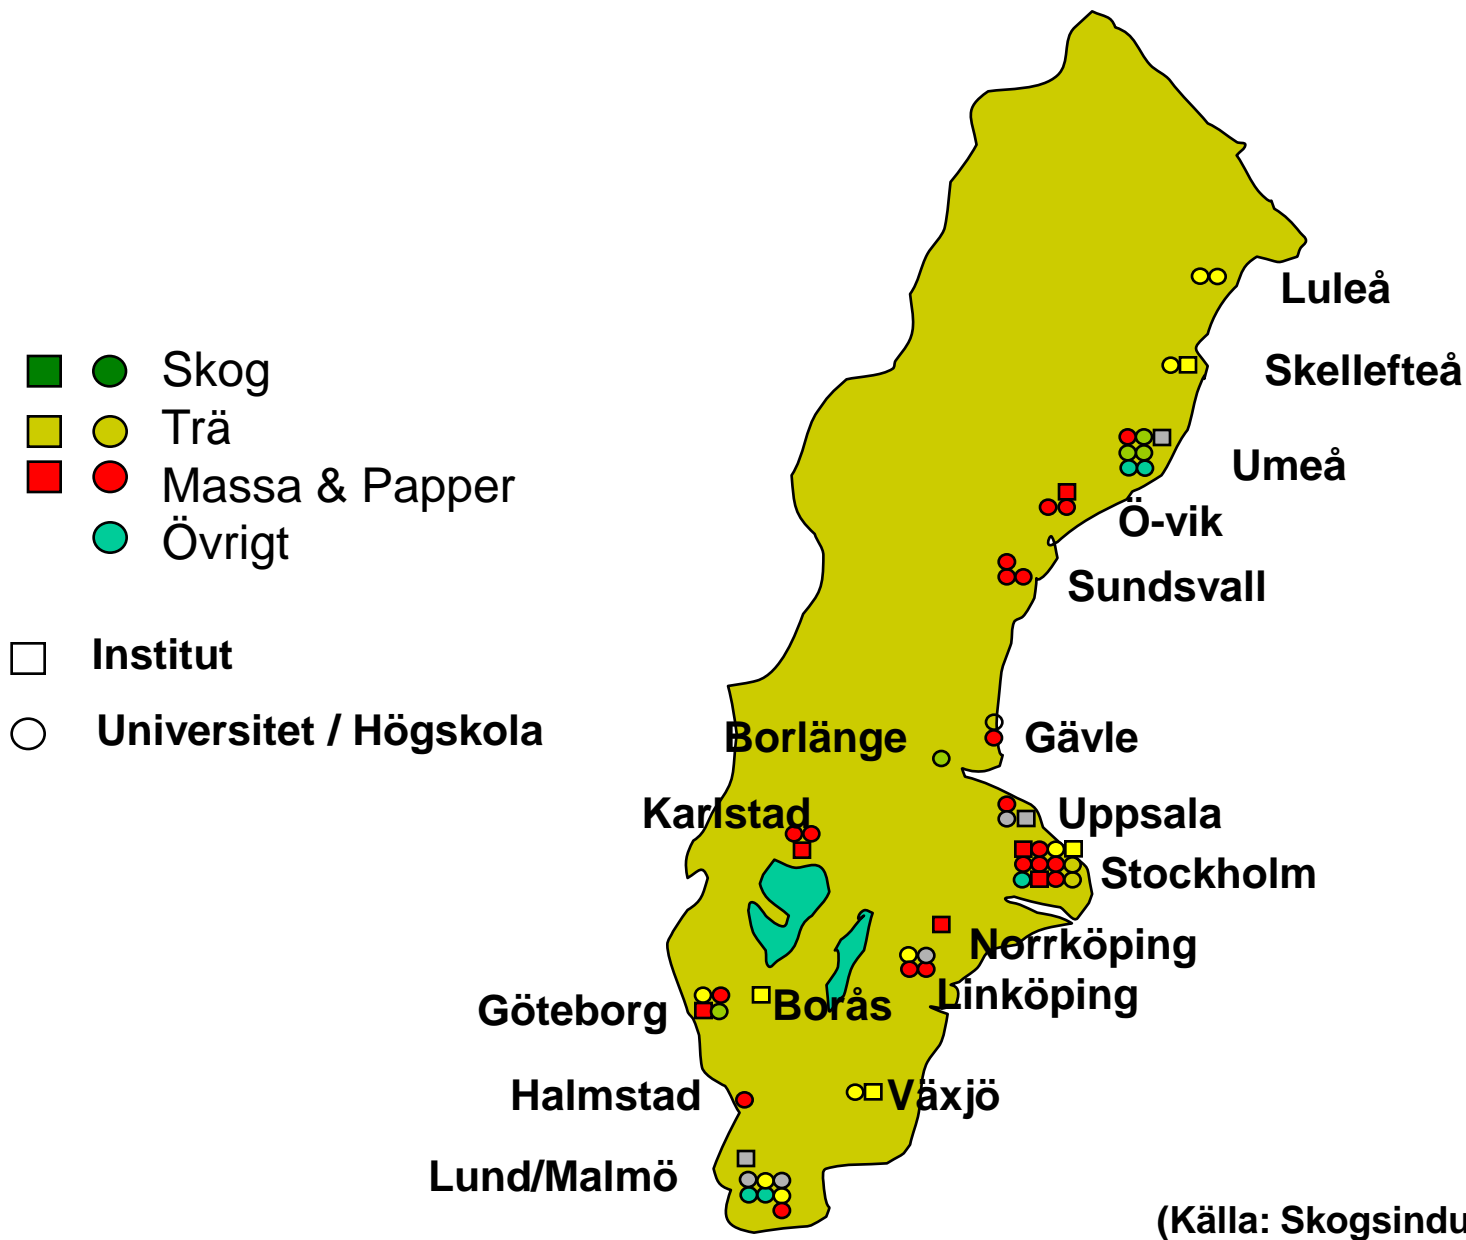 Skog
Trä
Massa & Papper
Övrigt
Institut
Universitet / Högskola
Luleå
Skellefteå
Umeå
Ö-vik
Sundsvall
Borlänge
Gävle
Karlstad
Uppsala
Stockholm
Norrköping
Linköping
Göteborg
Borås
Halmstad
Växjö
Lund/Malmö
(Källa: Skogsindu